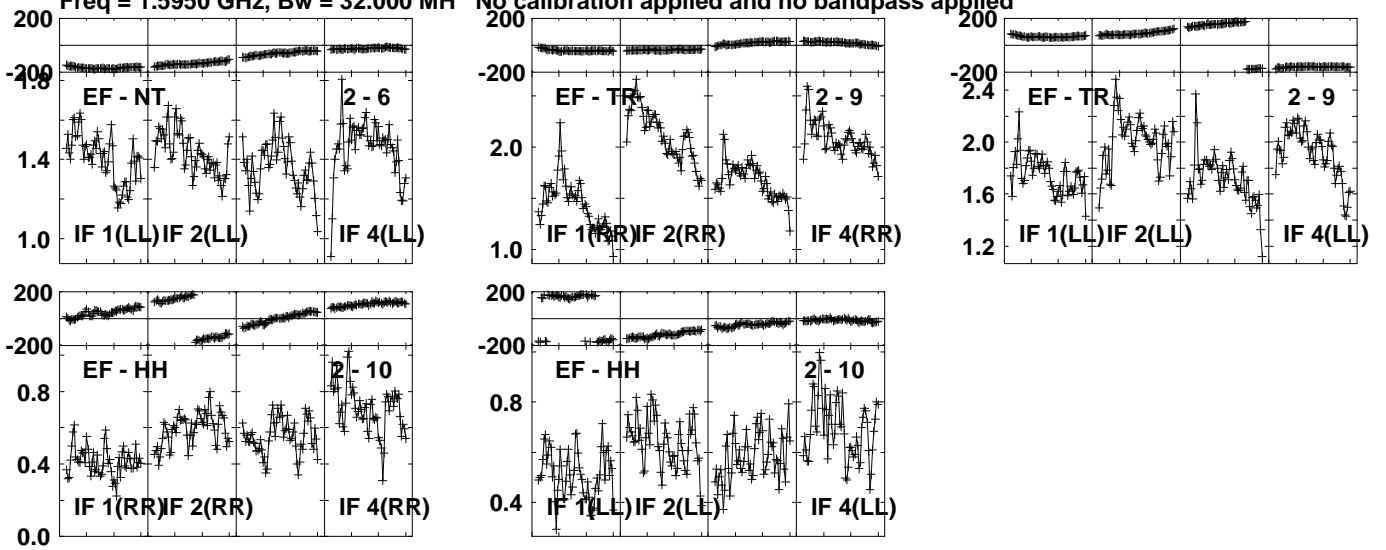 Freq = 1.5950 GHz, Bw = 32.000 MH No calibration applied and no bandpass applied
200
-200
1.8
1.4
1.0
EF - NT
2 - 6
IF 1(LL)
IF 2(LL)
IF 4(LL)
200
-200
2.0
1.0
EF - TR
2 - 9
IF 1(RR)
IF 2(RR)
IF 4(RR)
200
-200
2.4
2.0
1.6
1.2
EF - TR
2 - 9
IF 1(LL)
IF 2(LL)
IF 4(LL)
200
-200
0.8
0.4
0.0
EF - HH
2 - 10
IF 1(RR)
IF 2(RR)
IF 4(RR)
200
-200
0.8
0.4
EF - HH
2 - 10
IF 1(LL)
IF 2(LL)
IF 4(LL)